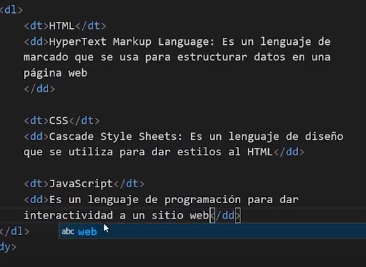 <dl>
<dt>HTML</dt>
<dd>HyperText Markup Language: Es un lenguaje de
marcado que se usa para estructurar datos en una
página web
</dd>
<dt>CSS</dt>
<dd>Cascade Style Sheets: Es un lenguaje de diseño
que se utiliza para dar estilos al HTML</dd>
<dt>JavaScript</dt>
<dd>Es un lenguaje de programación para dar
interactividad a un sitio web</dd>
/dl>
abc web
dy>